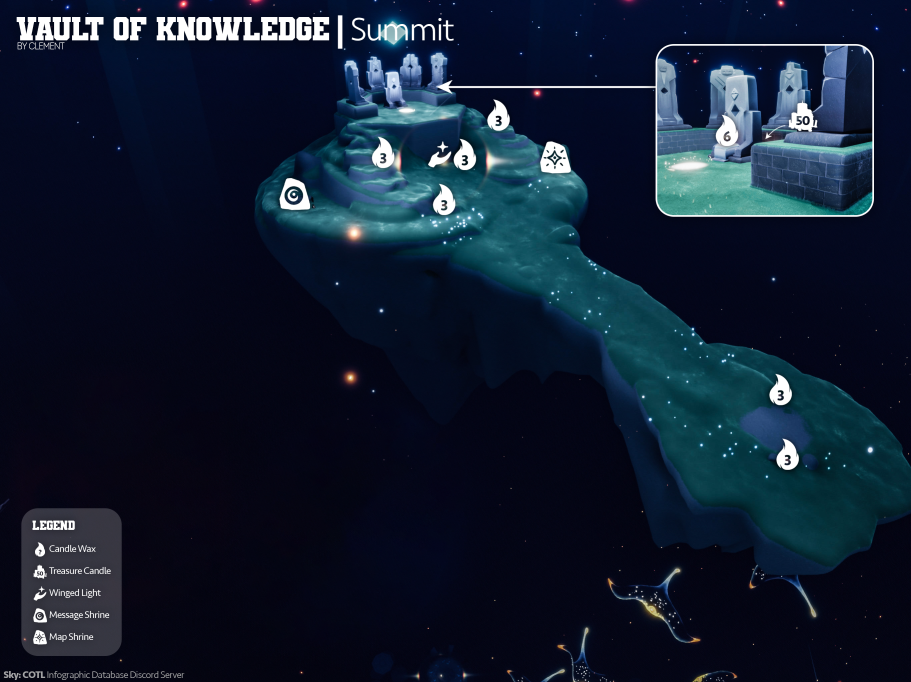 VAULT OF KNOWLEDGE | Summit
BY CLEMENT
3
3
3
3
6
50
3
3
LEGEND
Candle Wax
50 Treasure Candle
Winged Light
Message Shrine
Map Shrine
Sky: COTL Infographic Database Discord Server